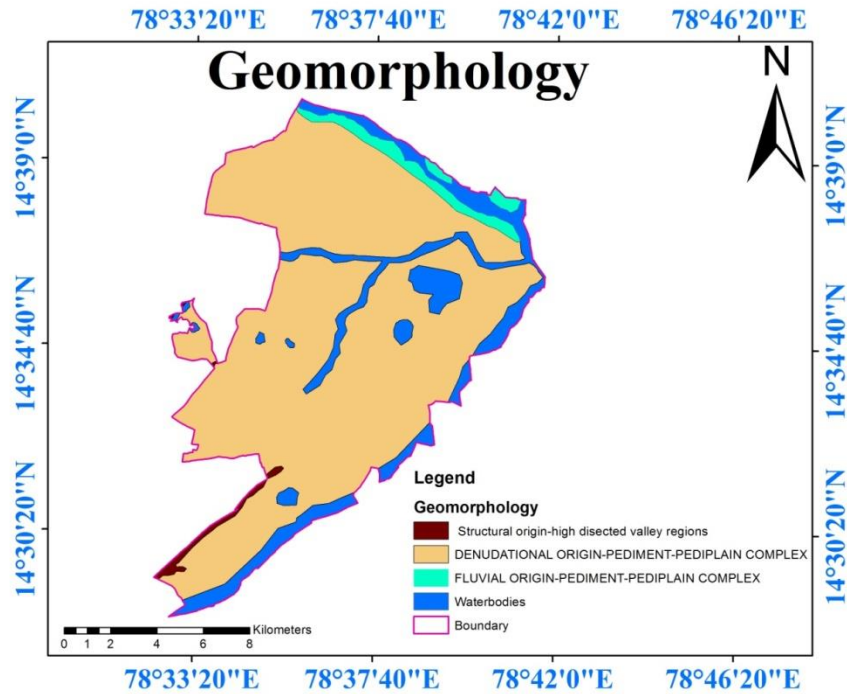 78°33'20"E 78°37'40"E 78°42'0"E 78°46'20"E
Geomorphology
N
14°39'0"N 14°39'0"N
14°34'40"N 14°34'40"N
14°30'20"N 14°30'20"N
Legend
Geomorphology
Structural origin-high disected valley regions
DENUDATIONAL ORIGIN-PEDIMENT-PEDIPLAIN COMPLEX
FLUVIAL ORIGIN-PEDIMENT-PEDIPLAIN COMPLEX
Waterbodies
Boundary
Kilometers
0 1 2 4 6 8
78°33'20"E 78°37'40"E 78°42'0"E 78°46'20"E